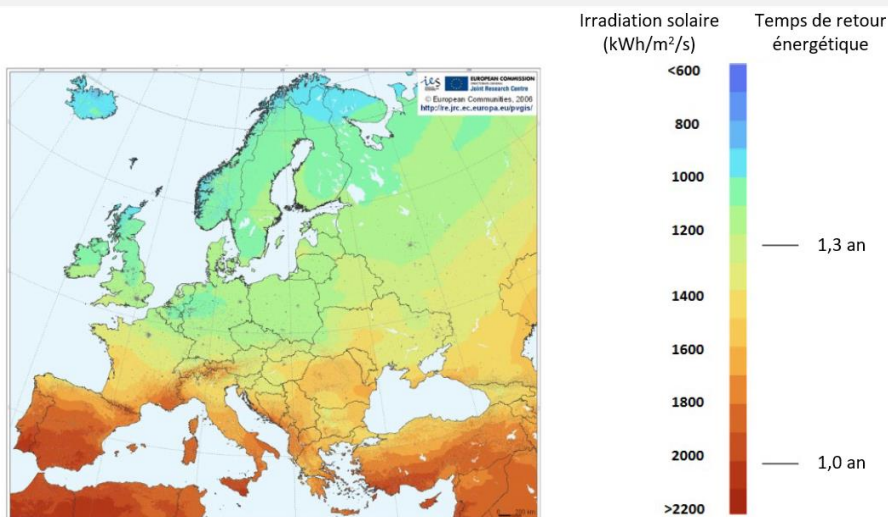 Irradiation solaire
(kWh/m²/s)
Temps de retour
énergétique
ies
EUROPEAN COMMISSION
Joint Research Centre
© European Communities, 2006
http://re.jrc.ec.europa.eu/pvgis/
<600
800
1000
1200
1400
1600
1800
2000
>2200
1,3 an
1,0 an